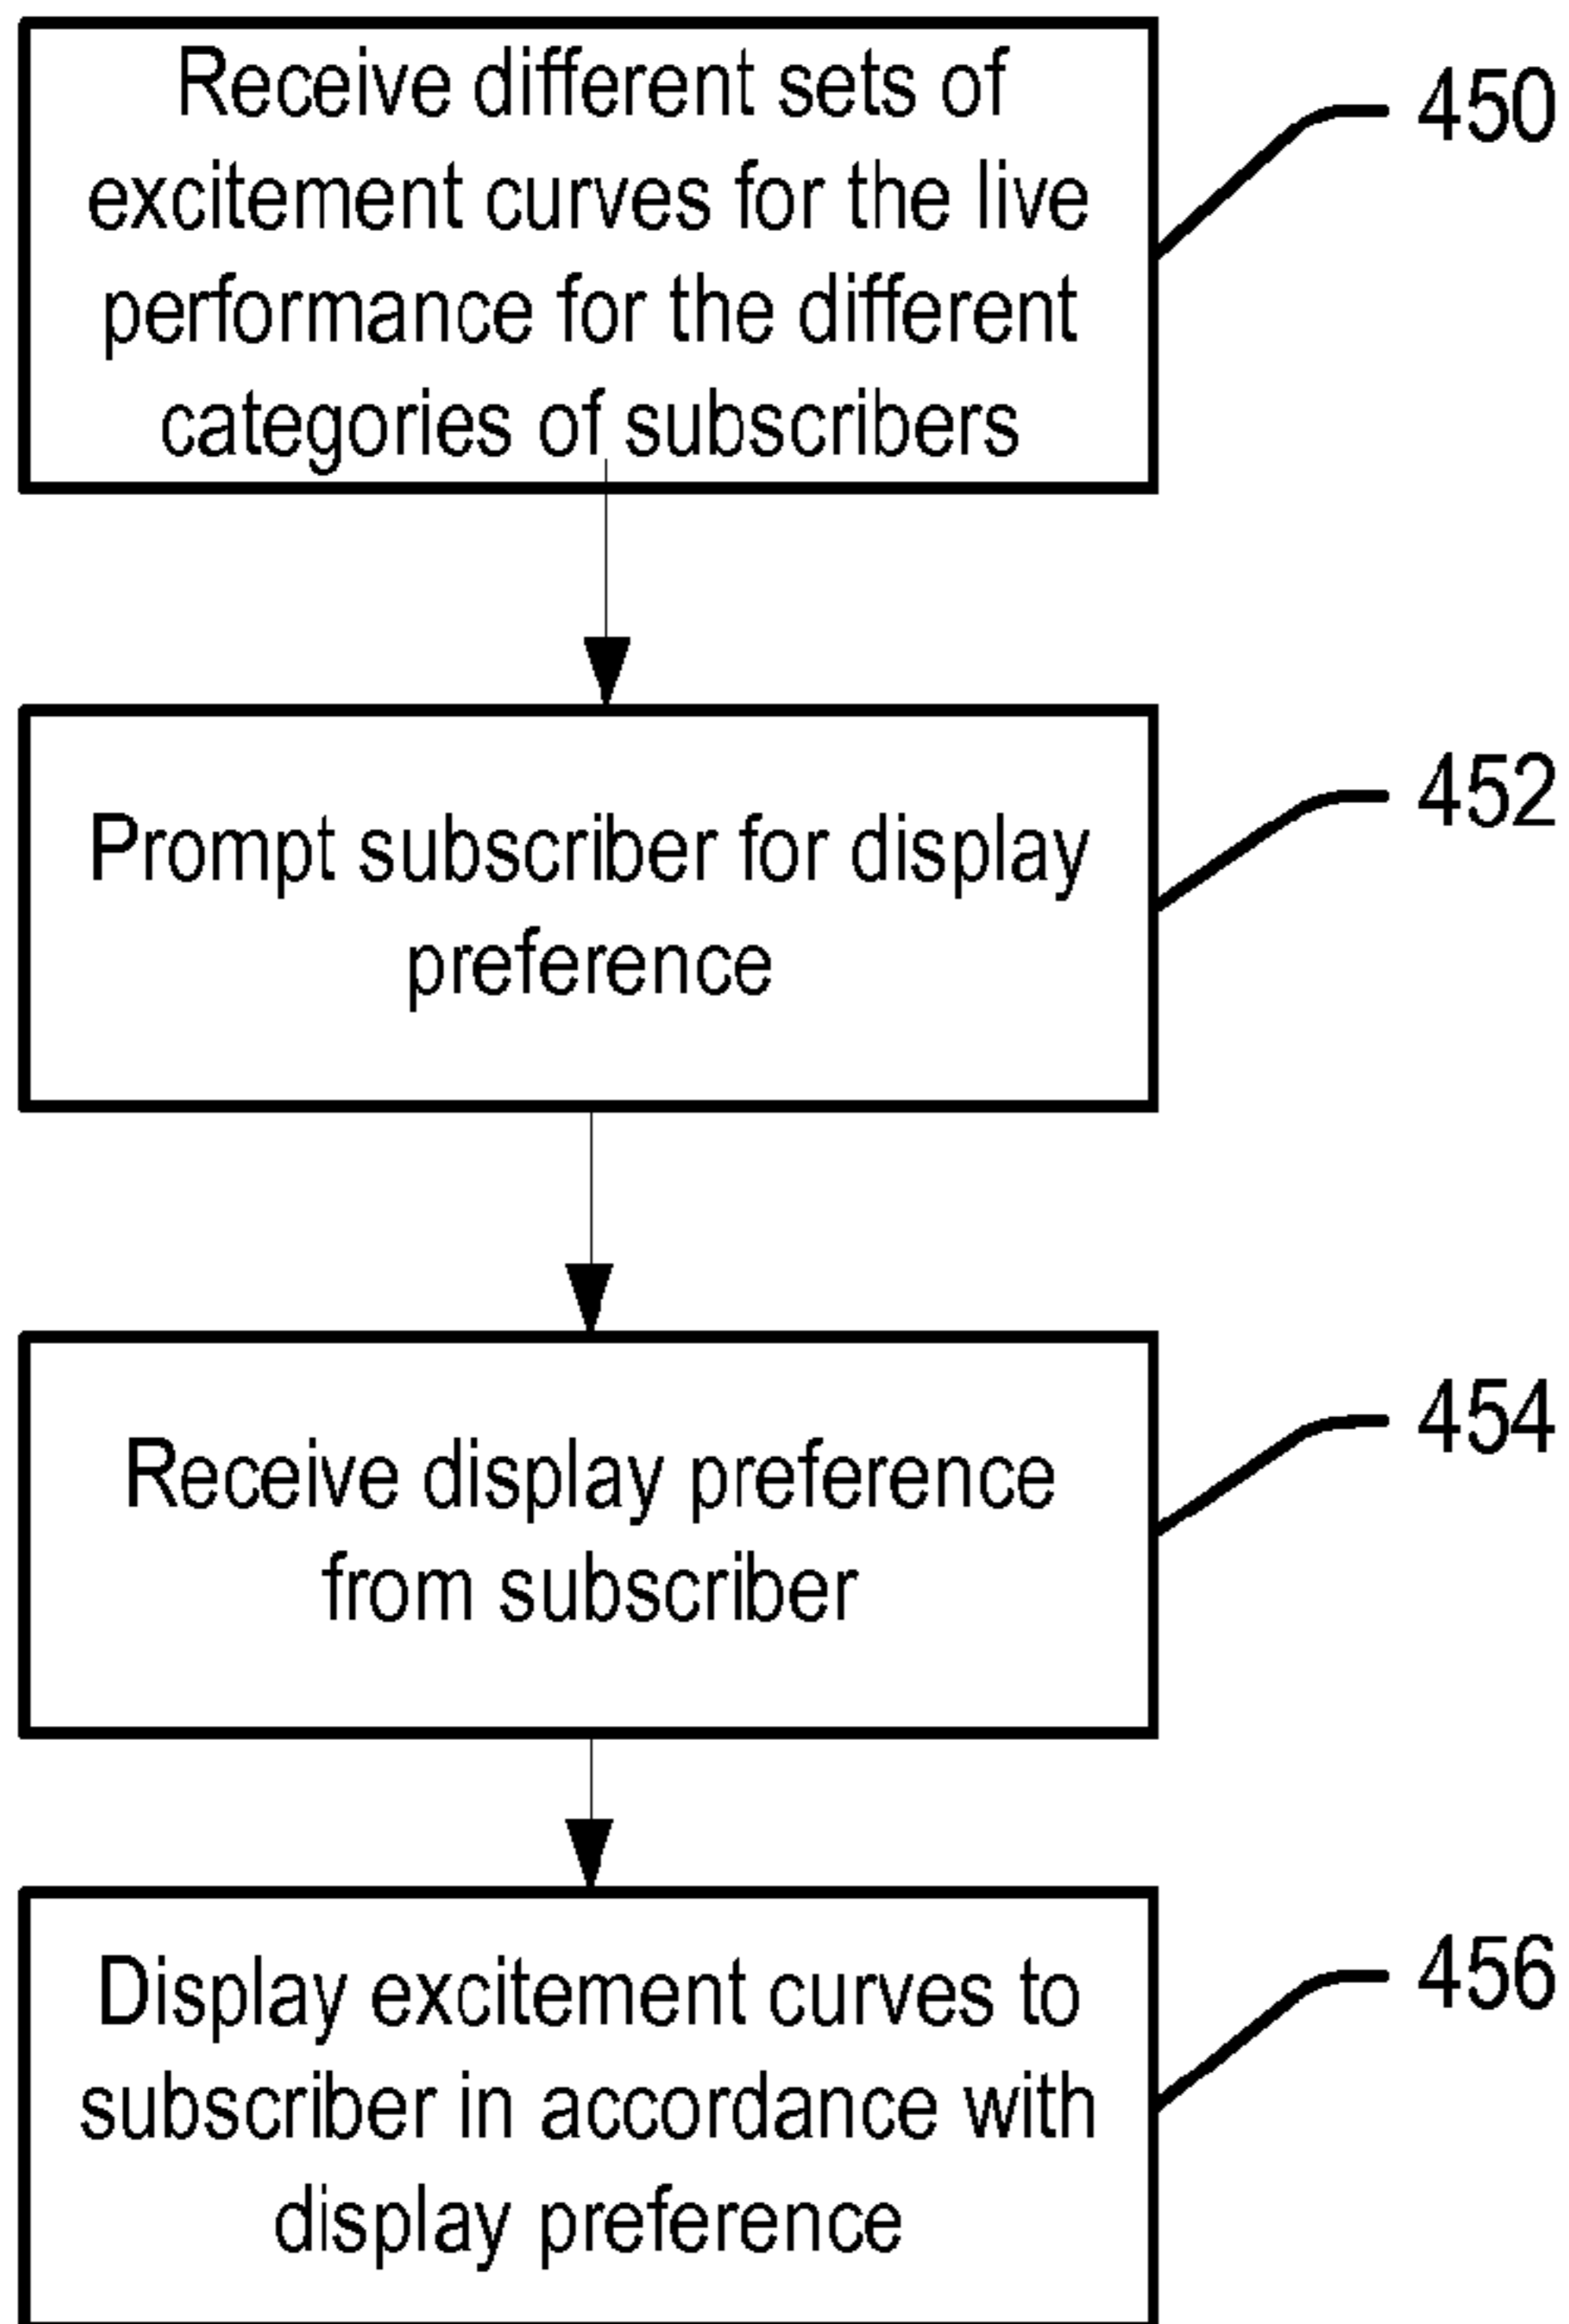 Receive different sets of
excitement curves for the live
performance for the different
categories of subscribers
450
Prompt subscriber for display
preference
452
Receive display preference
from subscriber
454
Display excitement curves to
subscriber in accordance with
display preference
456